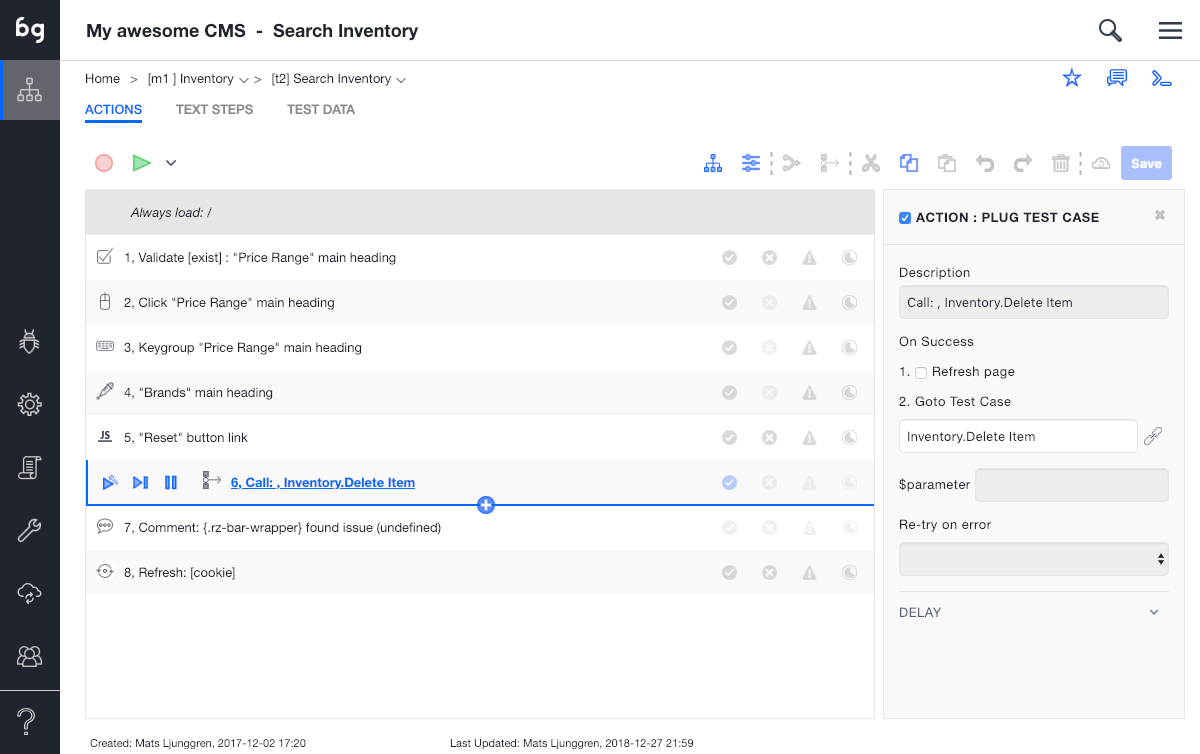 bg
My awesome CMS - Search Inventory
Home > [m1 ] Inventory > [t2] Search Inventory
ACTIONS TEXT STEPS TEST DATA
Save
Always load: /
1, Validate [exist] : "Price Range" main heading
2, Click "Price Range" main heading
3, Keygroup "Price Range" main heading
4, "Brands" main heading
JS 5, "Reset" button link
6, Call: , Inventory.Delete Item
7, Comment: {.rz-bar-wrapper} found issue (undefined)
8, Refresh: [cookie]
ACTION : PLUG TEST CASE
Description
Call: , Inventory.Delete Item
On Success
1. Refresh page
2. Goto Test Case
Inventory.Delete Item
$parameter
Re-try on error
DELAY
Created: Mats Ljunggren, 2017-12-02 17:20
Last Updated: Mats Ljunggren, 2018-12-27 21:59